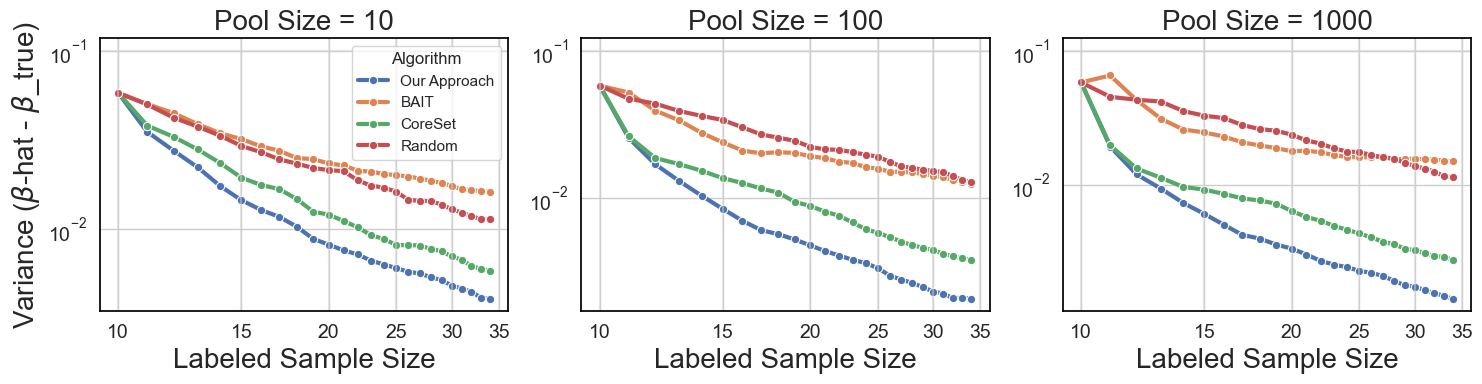 Pool Size = 10
Pool Size = 100
Pool Size = 1000
Variance (β-hat - β_true)
10⁻¹
10⁻²
Algorithm
Our Approach
BAIT
CoreSet
Random
10 15 20 25 30 35
Labeled Sample Size
10⁻¹
10⁻²
10 15 20 25 30 35
Labeled Sample Size
10⁻¹
10⁻²
10 15 20 25 30 35
Labeled Sample Size